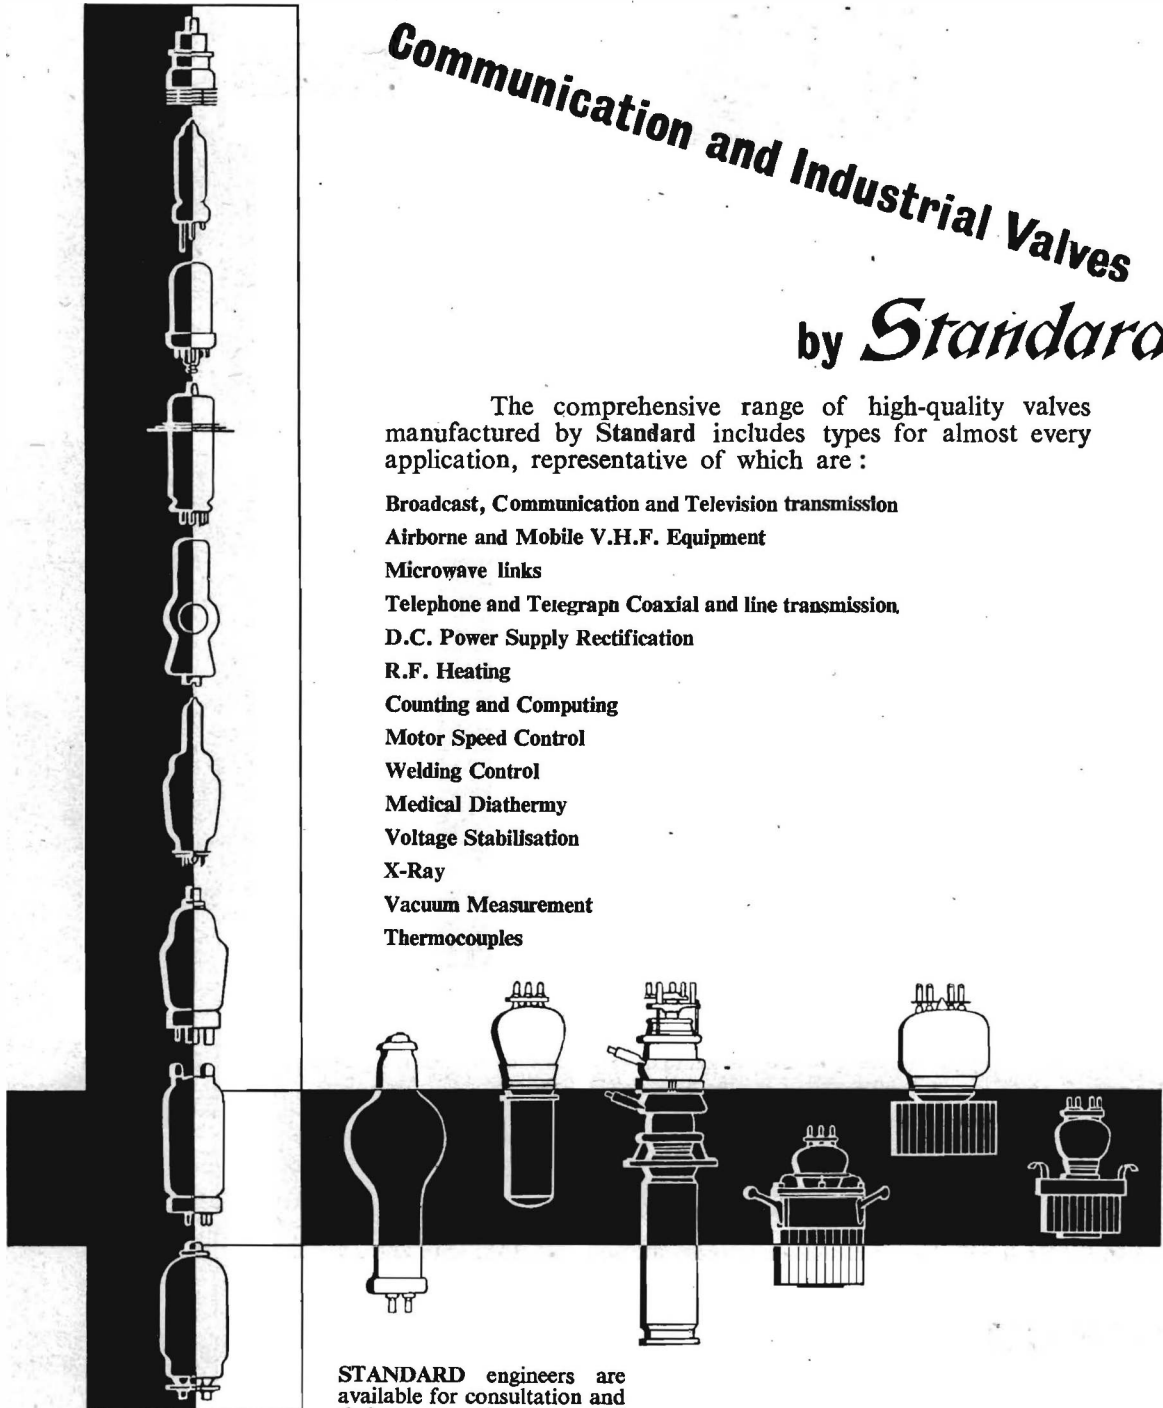 Communication and Industrial Valves
by Standard
The comprehensive range of high-quality valves
manufactured by Standard includes types for almost every
application, representative of which are :
Broadcast, Communication and Television transmission
Airborne and Mobile V.H.F. Equipment
Microwave links
Telephone and Telegraph Coaxial and line transmission.
D.C. Power Supply Rectification
R.F. Heating
Counting and Computing
Motor Speed Control
Welding Control
Medical Diathermy
Voltage Stabilisation
X-Ray
Vacuum Measurement
Thermocouples
STANDARD engineers are
available for consultation and